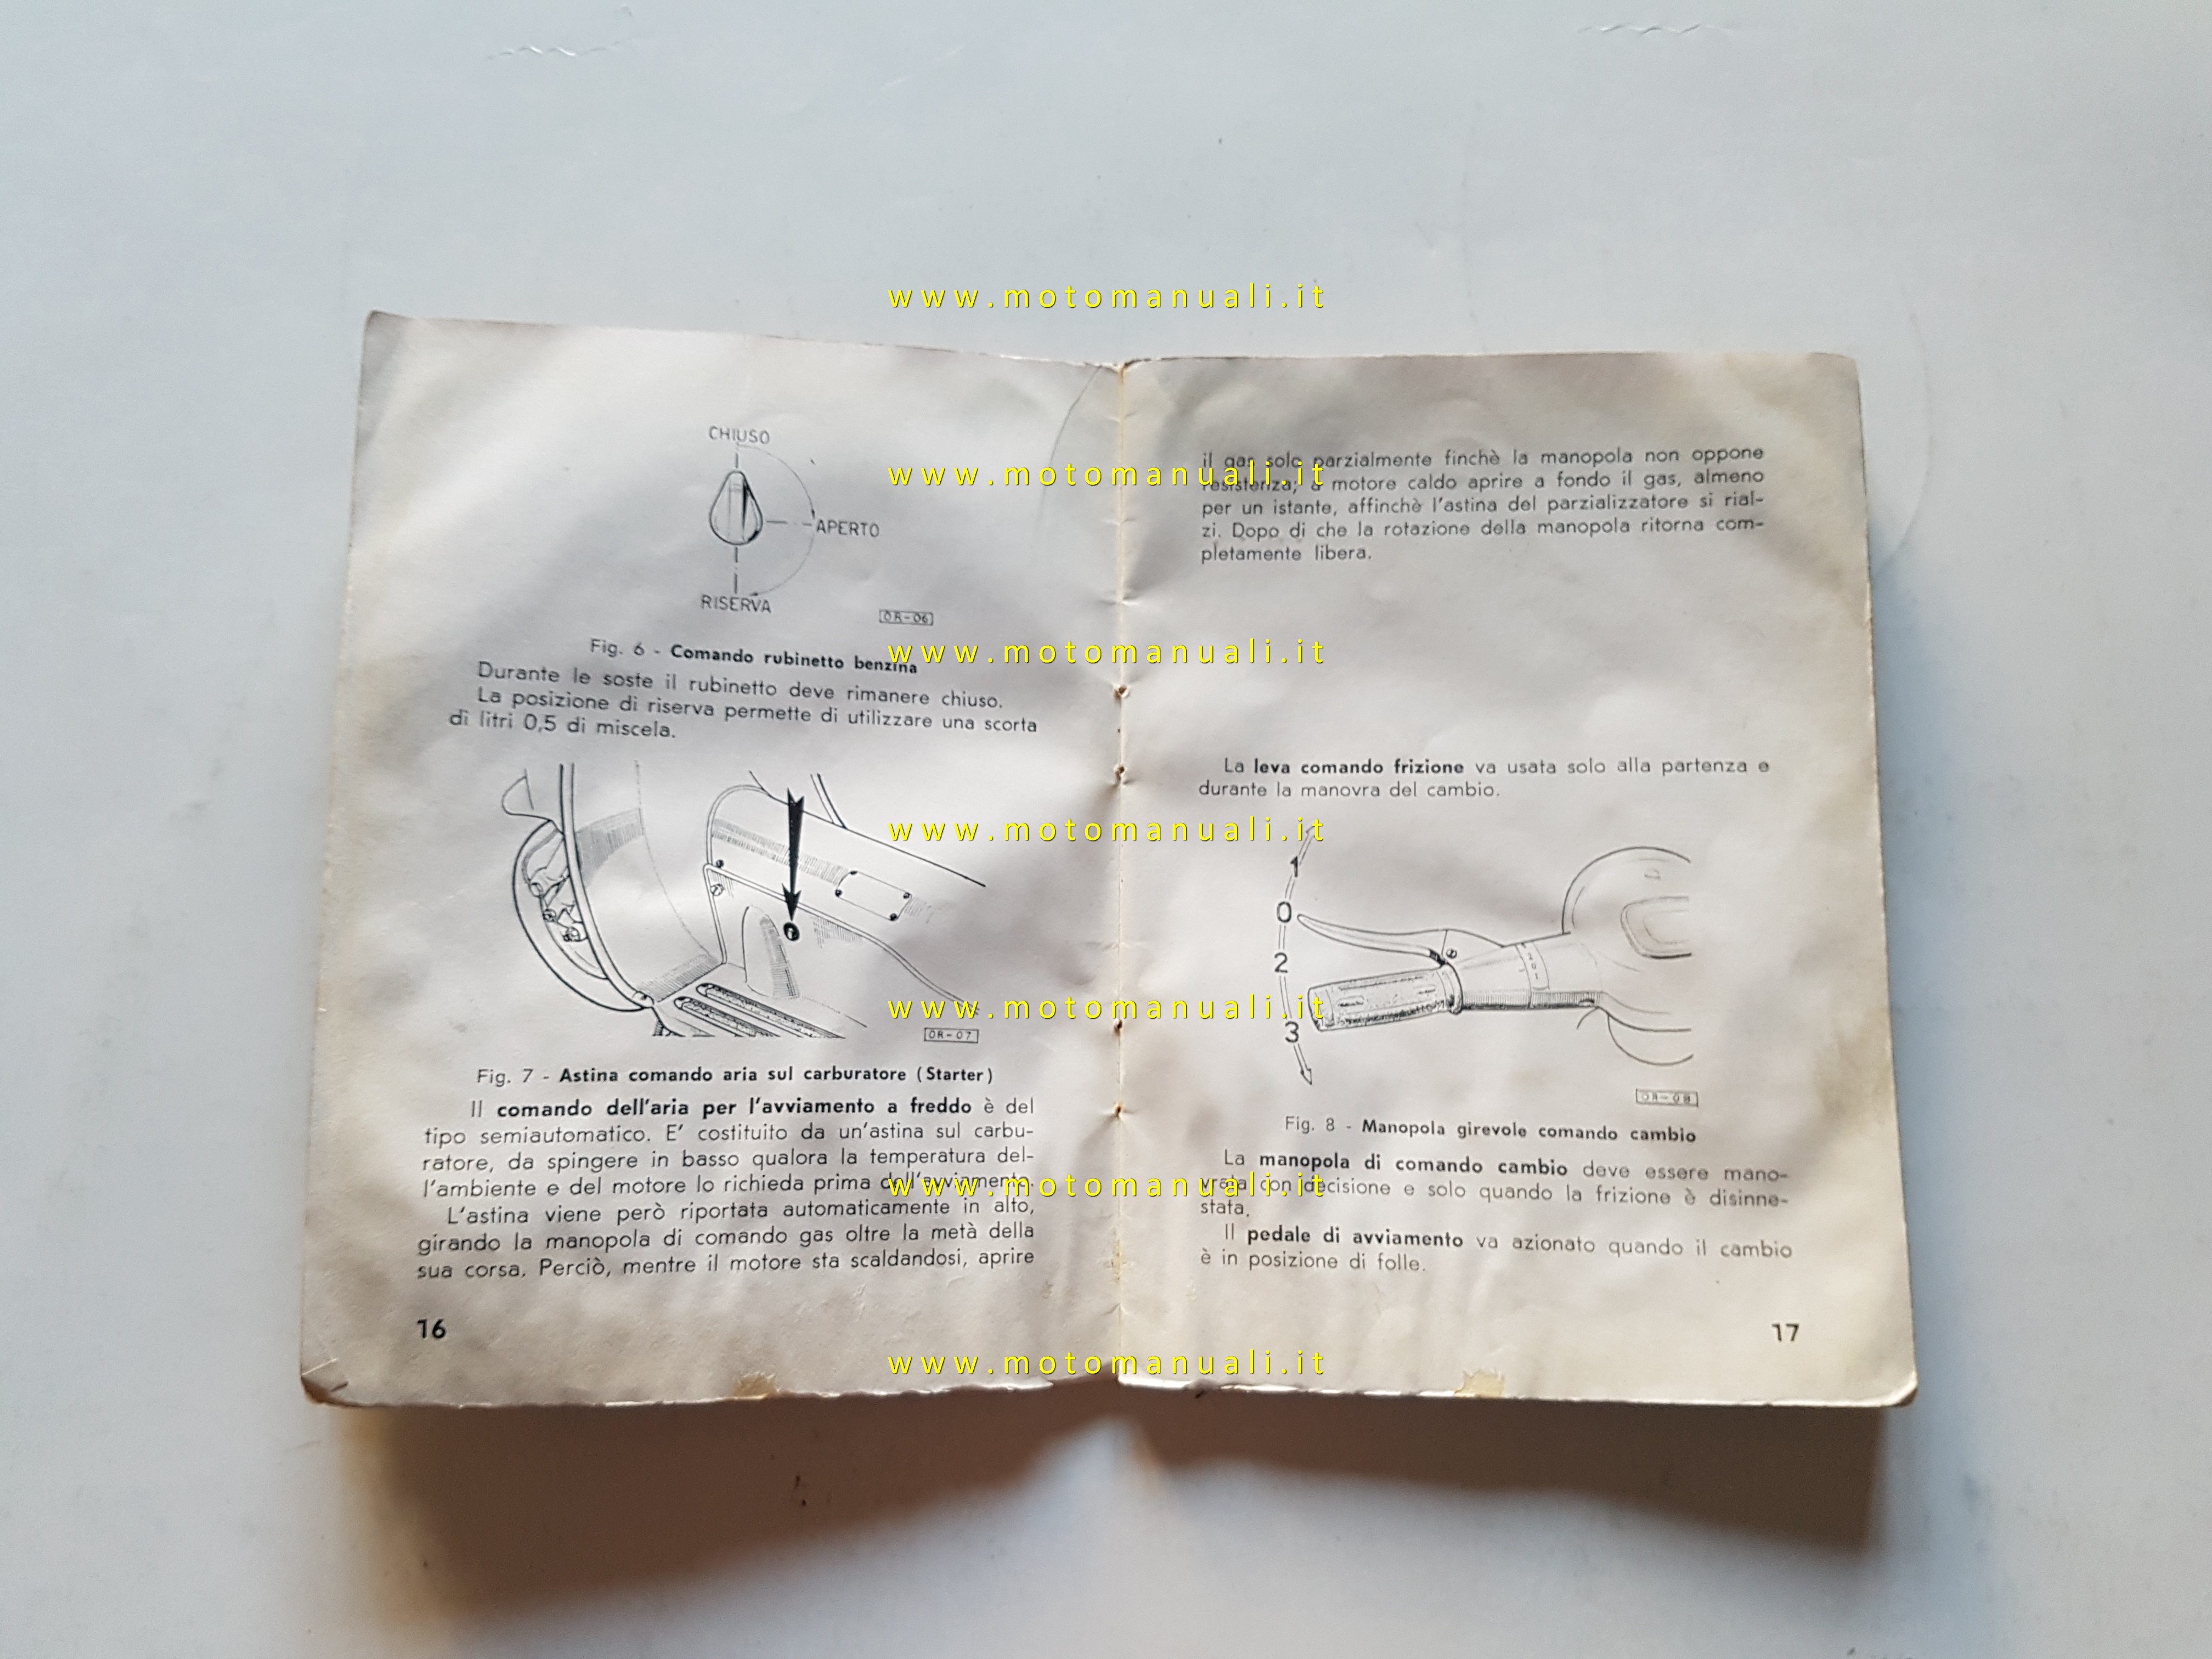 www.motomanuali.it
CHIUSO
APERTO
RISERVA
OR-06
Fig. 6 - Comando rubinetto benzina
Durante le soste il rubinetto deve rimanere chiuso.
La posizione di riserva permette di utilizzare una scorta
di litri 0,5 di miscela.
OR-07
Fig. 7 - Astina comando aria sul carburatore (Starter)
Il comando dell'aria per l'avviamento a freddo è del
tipo semiautomatico. E' costituito da un'astina sul carbu-
ratore, da spingere in basso qualora la temperatura del-
l'ambiente e del motore lo richieda prima dell'avviamento.
L'astina viene però riportata automaticamente in alto,
girando la manopola di comando gas oltre la metà della
sua corsa. Perciò, mentre il motore sta scaldandosi, aprire
16
il gas solo parzialmente finchè la manopola non oppone
resistenza; a motore caldo aprire a fondo il gas, almeno
per un istante, affinchè l'astina del parzializzatore si rial-
zi. Dopo di che la rotazione della manopola ritorna com-
pletamente libera.
La leva comando frizione va usata solo alla partenza e
durante la manovra del cambio.
1
0
2
3
OR-08
Fig. 8 - Manopola girevole comando cambio
La manopola di comando cambio deve essere mano-
vrata con decisione e solo quando la frizione è disinne-
stata.
Il pedale di avviamento va azionato quando il cambio
è in posizione di folle.
17
www.motomanuali.it
www.motomanuali.it
www.motomanuali.it
www.motomanuali.it
www.motomanuali.it
www.motomanuali.it